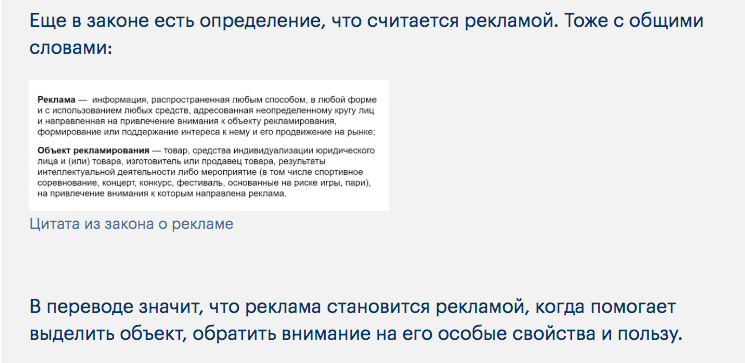 Еще в законе есть определение, что считается рекламой. Тоже с общими
словами:
Реклама — информация, распространенная любым способом, в любой форме
и с использованием любых средств, адресованная неопределенному кругу лиц
и направленная на привлечение внимания к объекту рекламирования,
формирование или поддержание интереса к нему и его продвижение на рынке;
Объект рекламирования — товар, средства индивидуализации юридического
лица и (или) товара, изготовитель или продавец товара, результаты
интеллектуальной деятельности либо мероприятие (в том числе спортивное
соревнование, концерт, конкурс, фестиваль, основанные на риске игры, пари),
на привлечение внимания к которым направлена реклама.
Цитата из закона о рекламе
В переводе значит, что реклама становится рекламой, когда помогает
выделить объект, обратить внимание на его особые свойства и пользу.